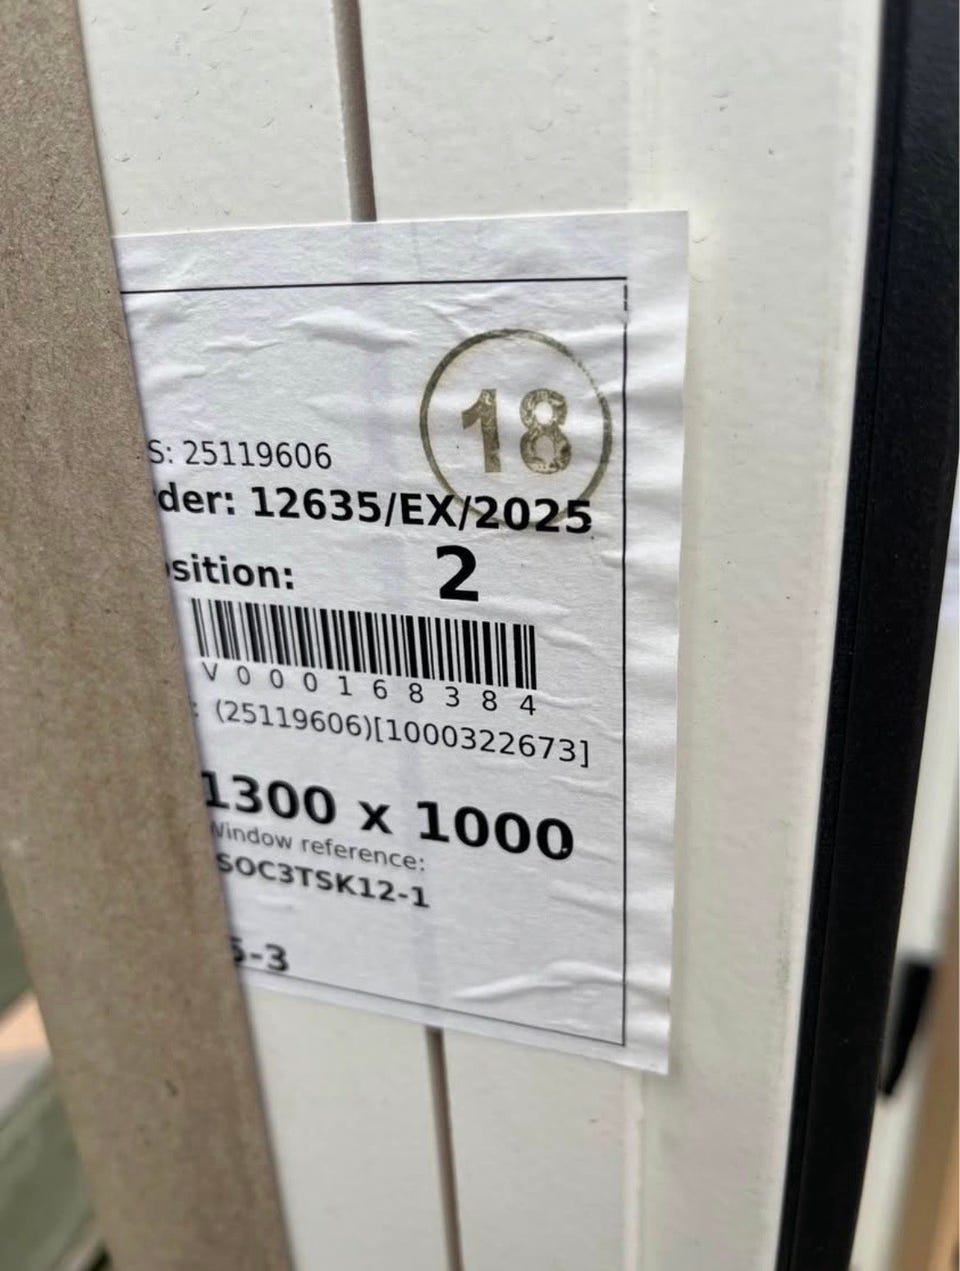 18
S: 25119606
der: 12635/EX/2025
sition: 2
V000168384
: (25119606)[1000322673]
1300 x 1000
Window reference:
SOC3TSK12-1
5-3